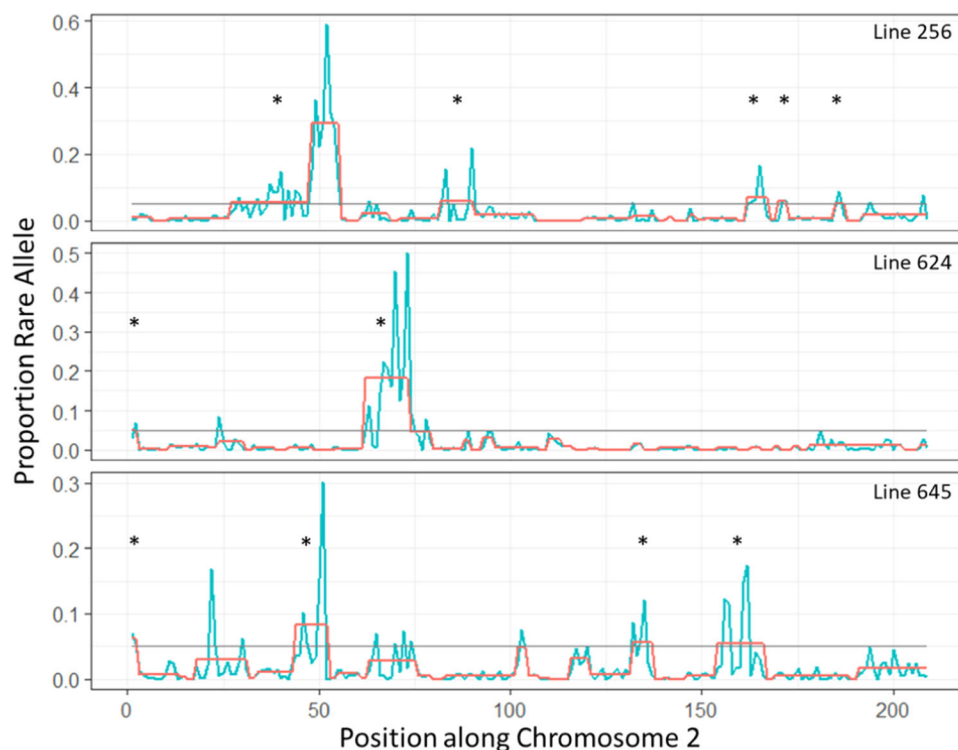 Proportion Rare Allele
Line 256
0.6
0.4
* * * * *
0.2
0.0
Line 624
0.5
0.4
* *
0.3
0.2
0.1
0.0
Line 645
0.3
0.2
* * * *
0.1
0.0
0 50 100 150 200
Position along Chromosome 2